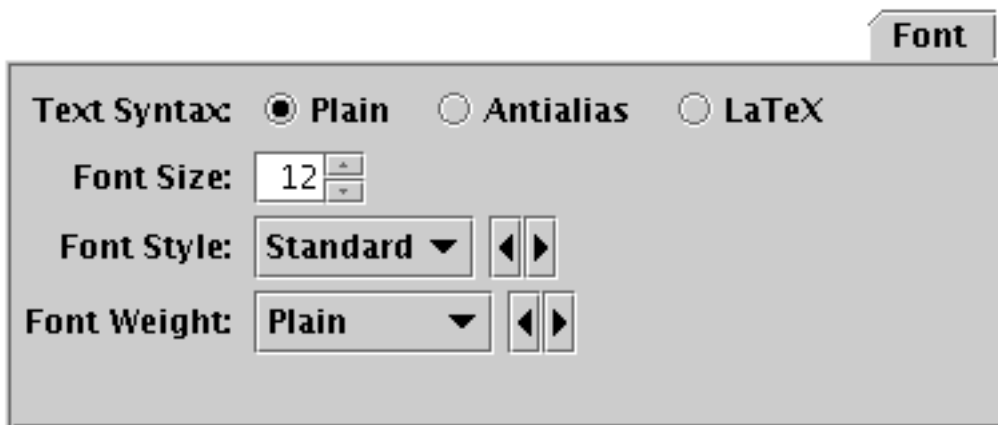 Font
Text Syntax: Plain Antialias LaTeX
Font Size: 12
Font Style: Standard
Font Weight: Plain